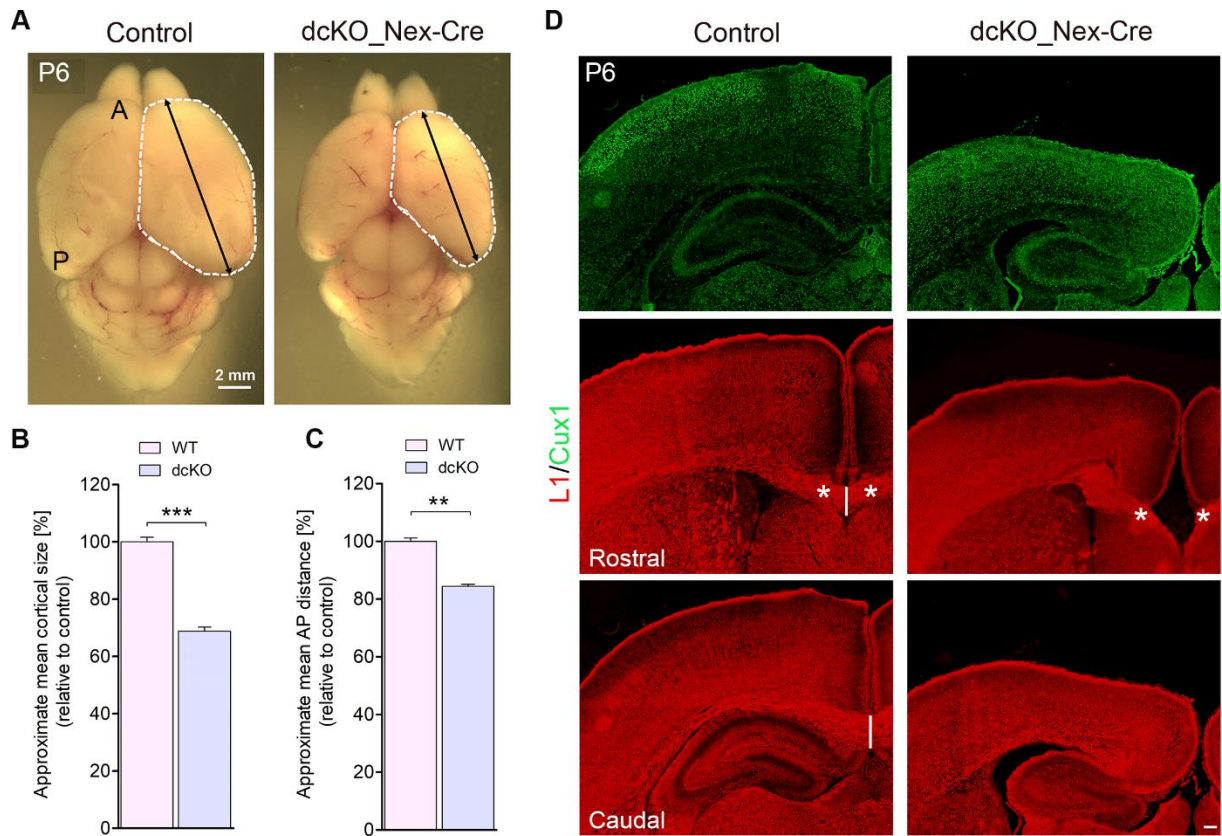 A
Control
dcKO_Nex-Cre
P6
A
P
2 mm
B
WT
dcKO
Approximate mean cortical size [%]
(relative to control)
120
100
80
60
40
20
0
***
C
WT
dcKO
Approximate mean AP distance [%]
(relative to control)
120
100
80
60
40
20
0
**
D
Control
dcKO_Nex-Cre
P6
L1/Cux1
* *
* *
Rostral
Caudal